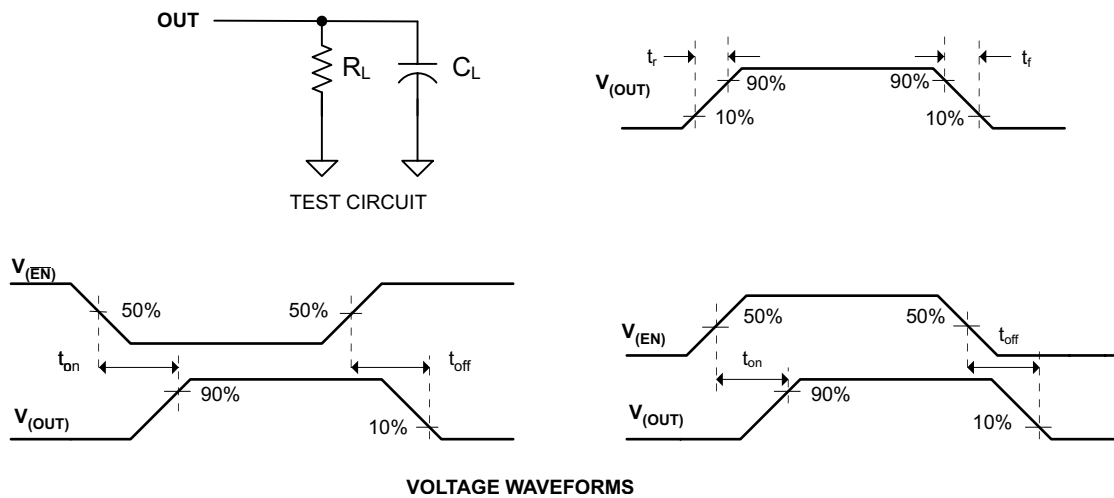 OUT
R_L
C_L
TEST CIRCUIT
t_r
t_f
V_(OUT)
90%
90%
10%
10%
V_(E̅N̅)
50%
50%
t_on
t_off
V_(OUT)
90%
10%
V_(EN)
50%
50%
t_off
t_on
V_(OUT)
90%
10%
VOLTAGE WAVEFORMS